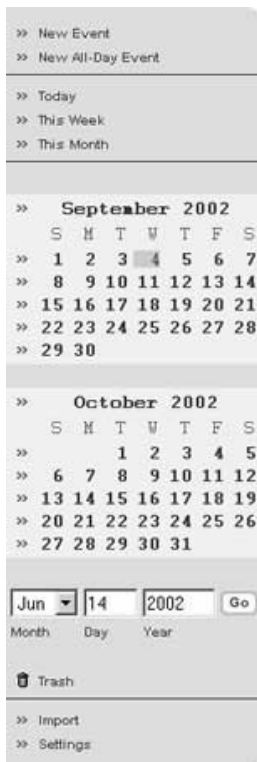 » New Event
» New All-Day Event
» Today
» This Week
» This Month
» September 2002
S M T W T F S
» 1 2 3 4 5 6 7
» 8 9 10 11 12 13 14
» 15 16 17 18 19 20 21
» 22 23 24 25 26 27 28
» 29 30
» October 2002
S M T W T F S
» 1 2 3 4 5
» 6 7 8 9 10 11 12
» 13 14 15 16 17 18 19
» 20 21 22 23 24 25 26
» 27 28 29 30 31
Jun 14 2002 Go
Month Day Year
Trash
» Import
» Settings